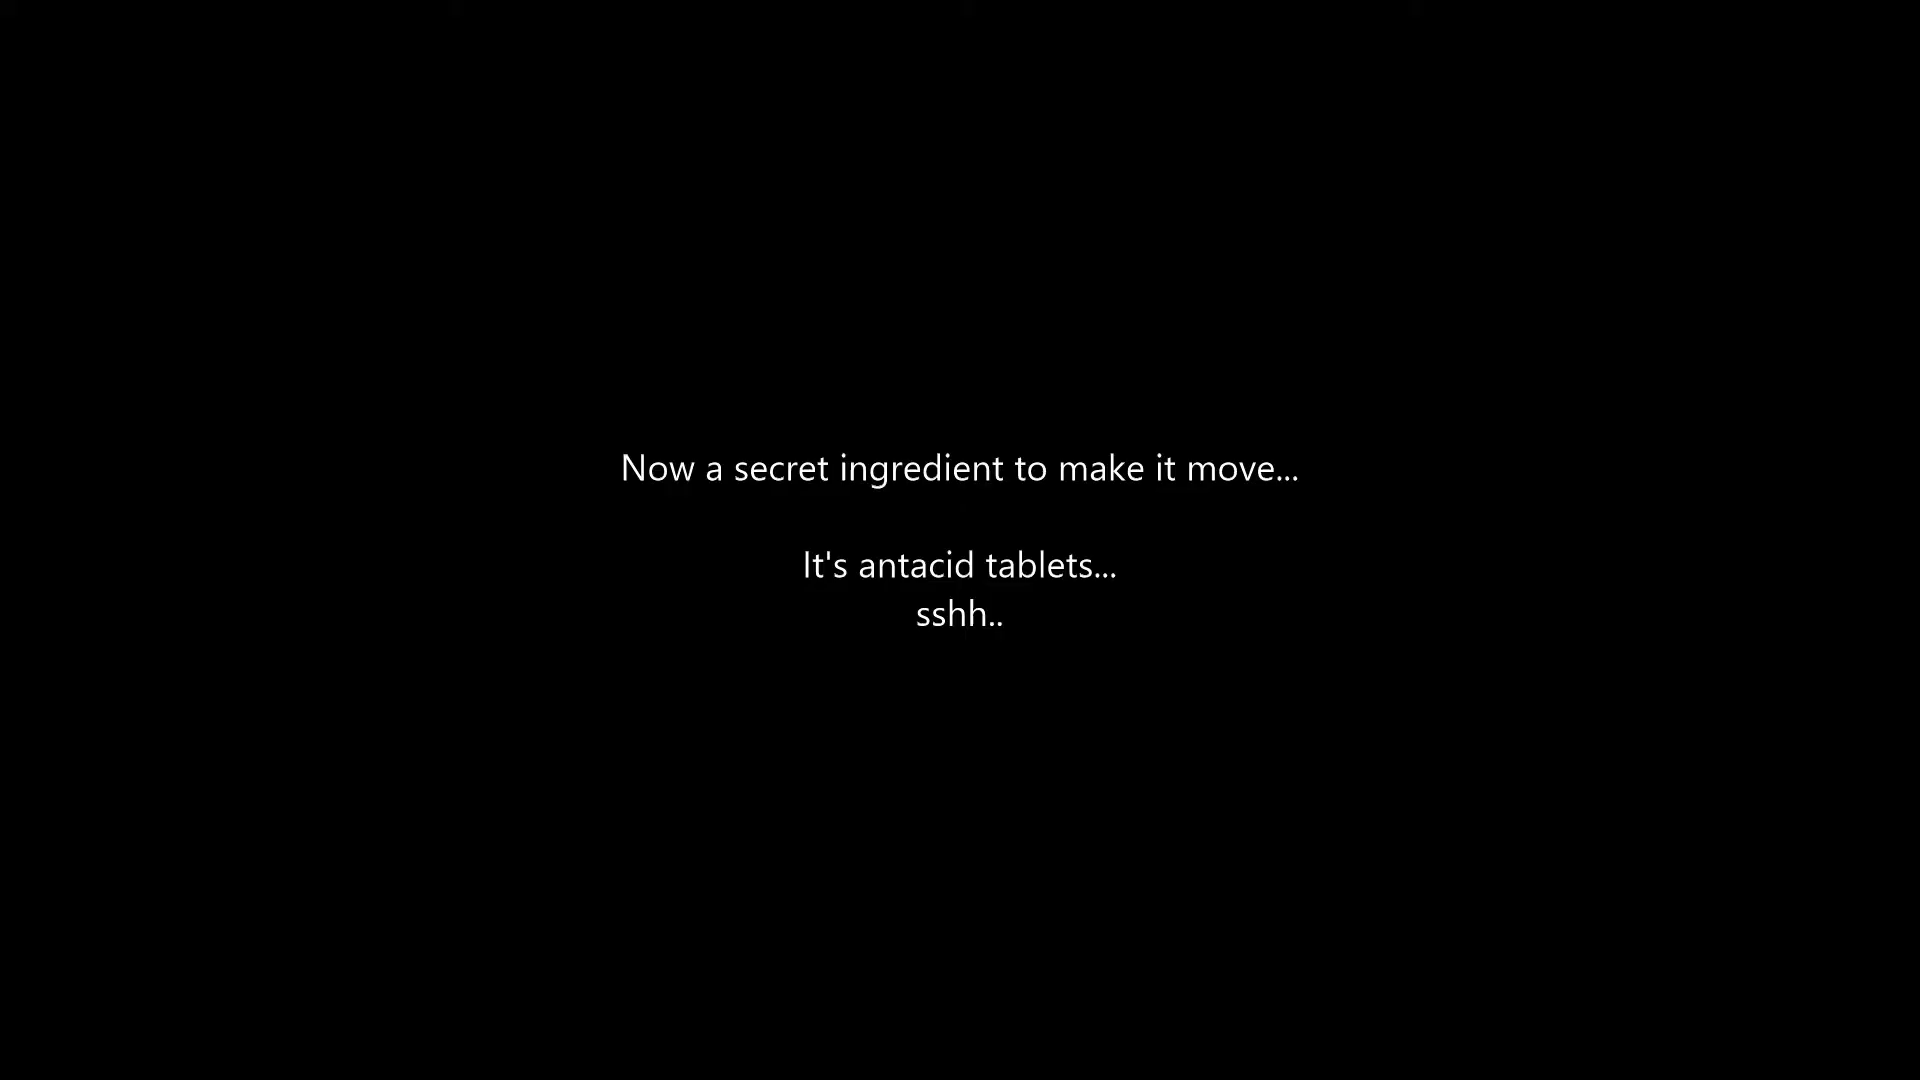 Now a secret ingredient to make it move...
It's antacid tablets...
sshh..